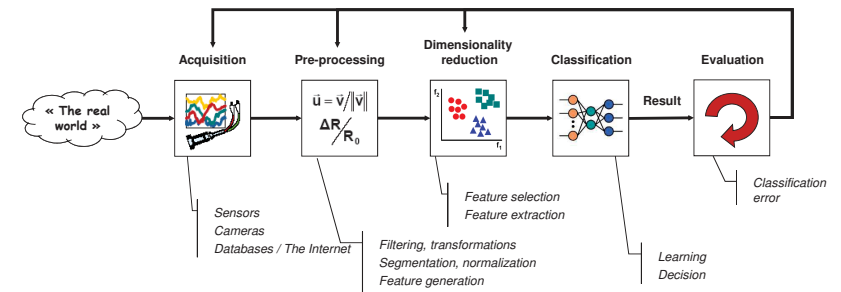 Acquisition
Pre-processing
Dimensionality
reduction
Classification
Evaluation
« The real
world »
u⃗ = v⃗/‖v⃗‖
ΔR/R₀
f₂
f₁
Result
Sensors
Cameras
Databases / The Internet
Filtering, transformations
Segmentation, normalization
Feature generation
Feature selection
Feature extraction
Learning
Decision
Classification
error